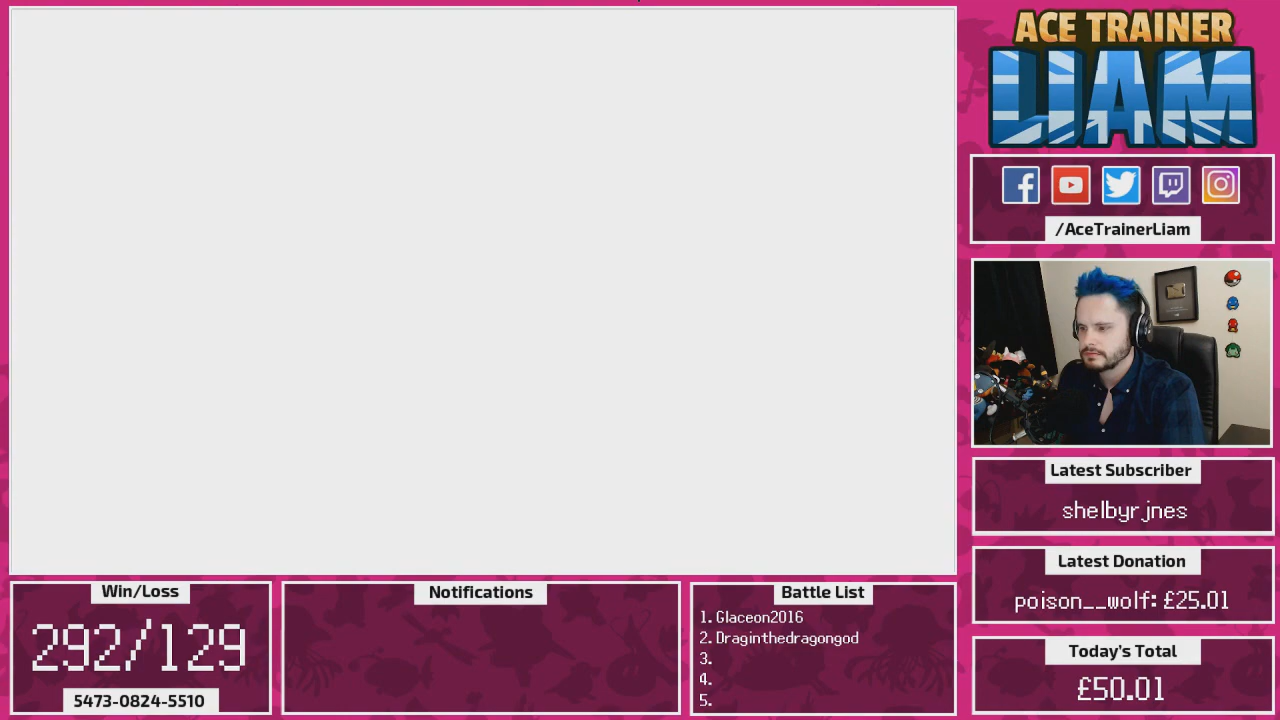 ACE TRAINER
LIAM
/AceTrainerLiam
Latest Subscriber
shelbyrjnes
Latest Donation
poison__wolf: £25.01
Today's Total
£50.01
Win/Loss
292/129
5473-0824-5510
Notifications
Battle List
1. Glaceon2016
2. Draginthedragongod
3.
4.
5.